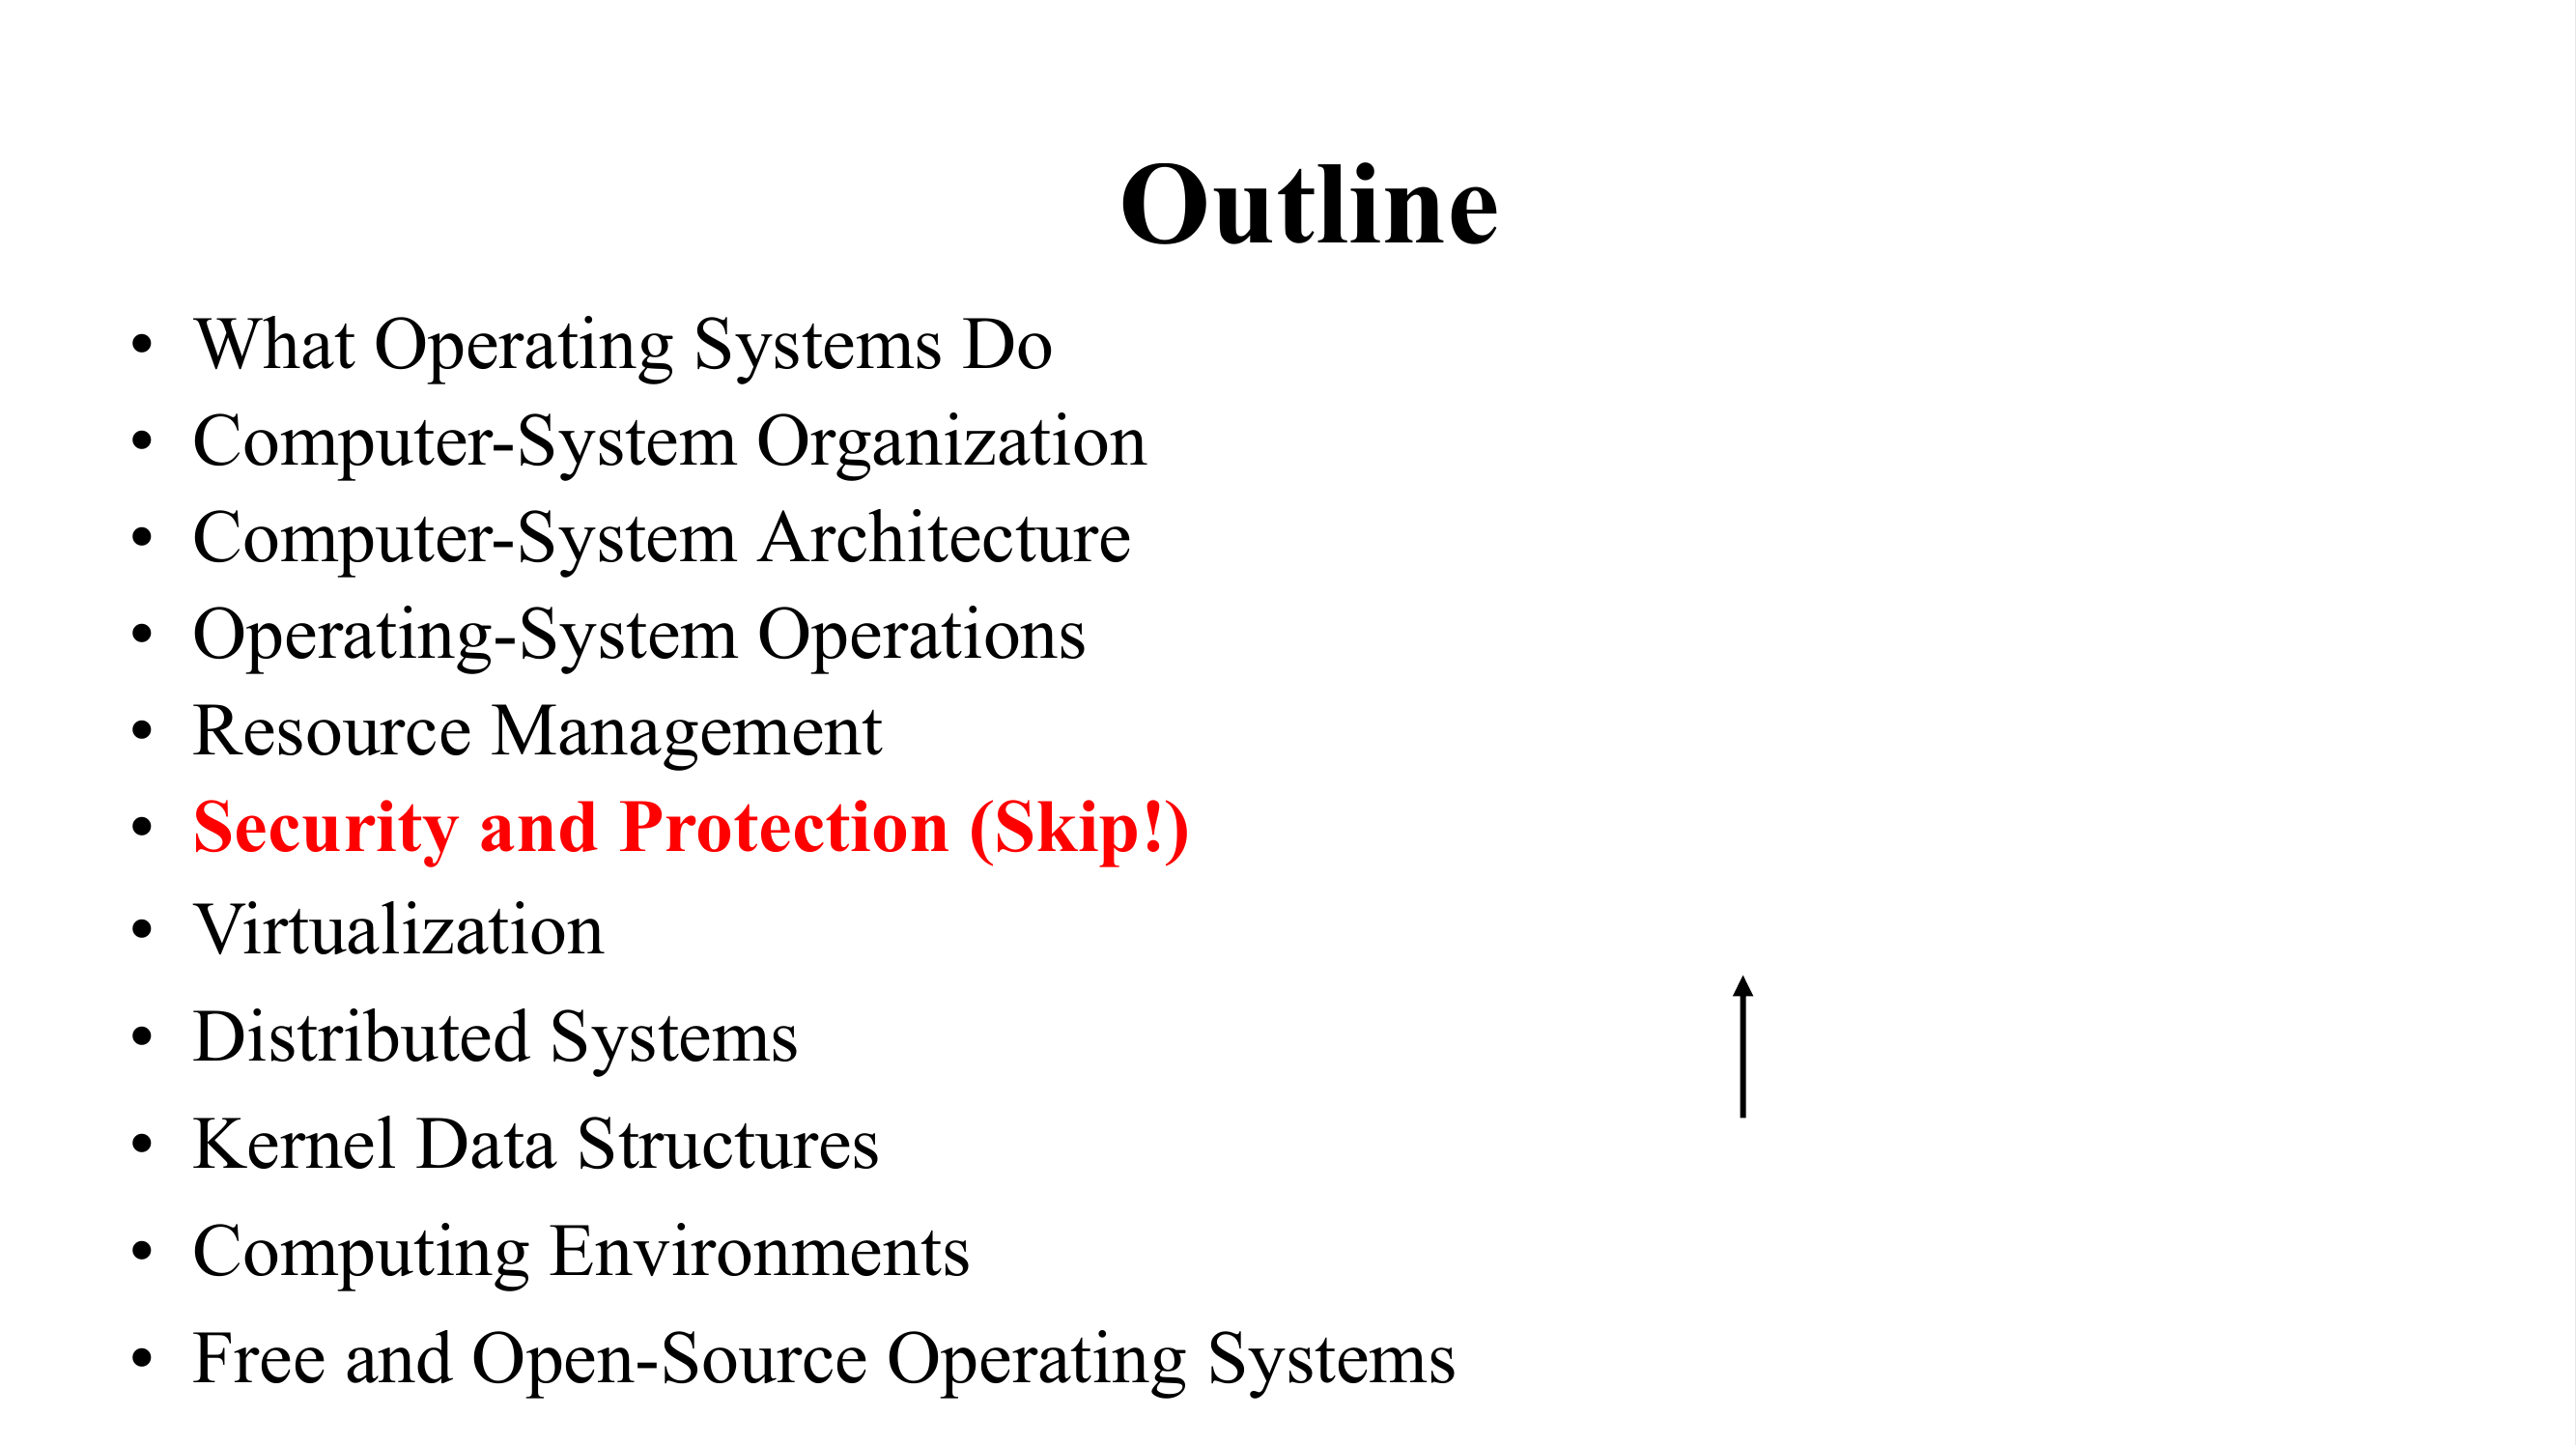 Outline
• What Operating Systems Do
• Computer-System Organization
• Computer-System Architecture
• Operating-System Operations
• Resource Management
• Security and Protection (Skip!)
• Virtualization
• Distributed Systems
• Kernel Data Structures
• Computing Environments
• Free and Open-Source Operating Systems